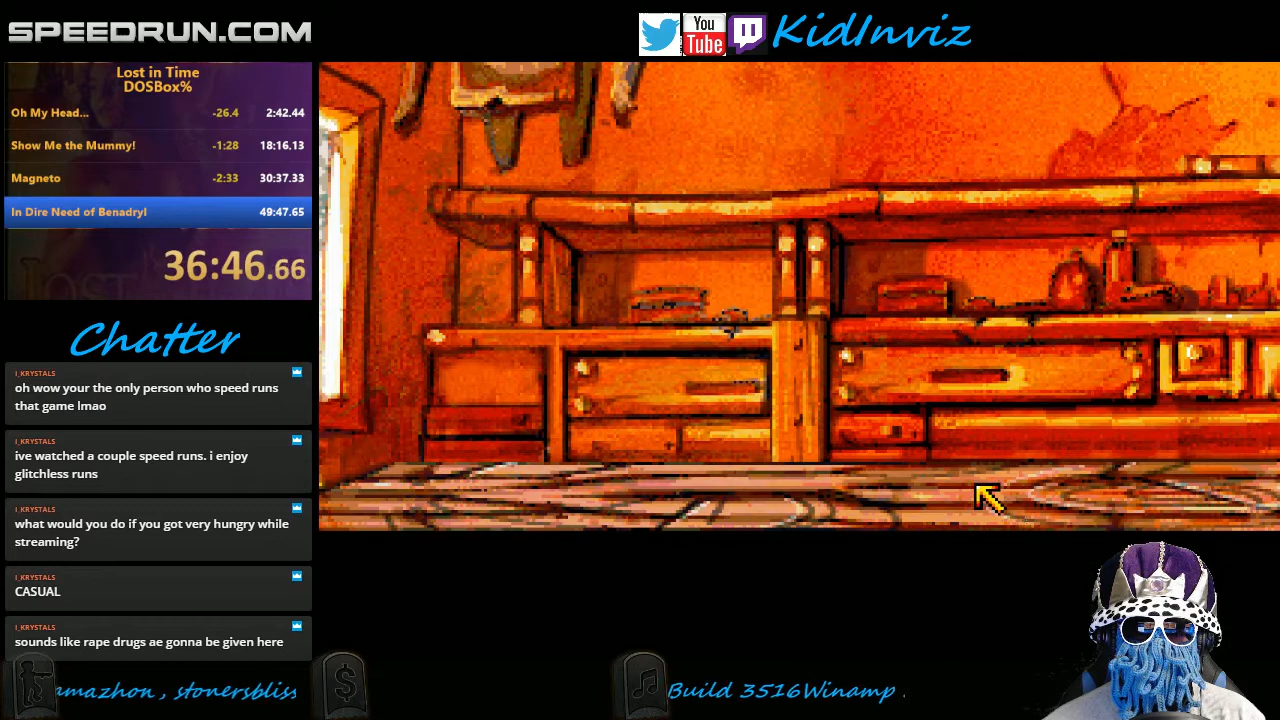 SPEEDRUN.COM
You
Tube
KidInviz
Lost in Time
DOSBox%
Oh My Head... -26.4 2:42.44
Show Me the Mummy! -1:28 18:16.13
Magneto -2:33 30:37.33
In Dire Need of Benadryl 49:47.65
36:46.66
Chatter
I_KRYSTALS
oh wow your the only person who speed runs
that game lmao
I_KRYSTALS
ive watched a couple speed runs. i enjoy
glitchless runs
I_KRYSTALS
what would you do if you got very hungry while
streaming?
I_KRYSTALS
CASUAL
I_KRYSTALS
sounds like rape drugs ae gonna be given here
amazhon , stonersbliss
$
Build 3516Winamp .